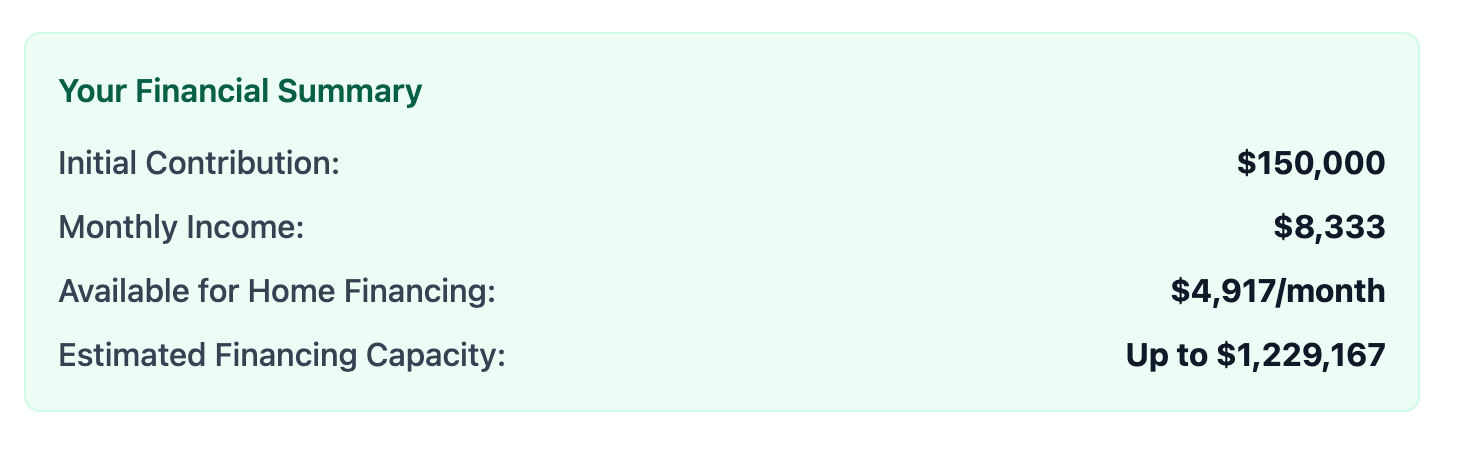 Your Financial Summary
Initial Contribution: $150,000
Monthly Income: $8,333
Available for Home Financing: $4,917/month
Estimated Financing Capacity: Up to $1,229,167